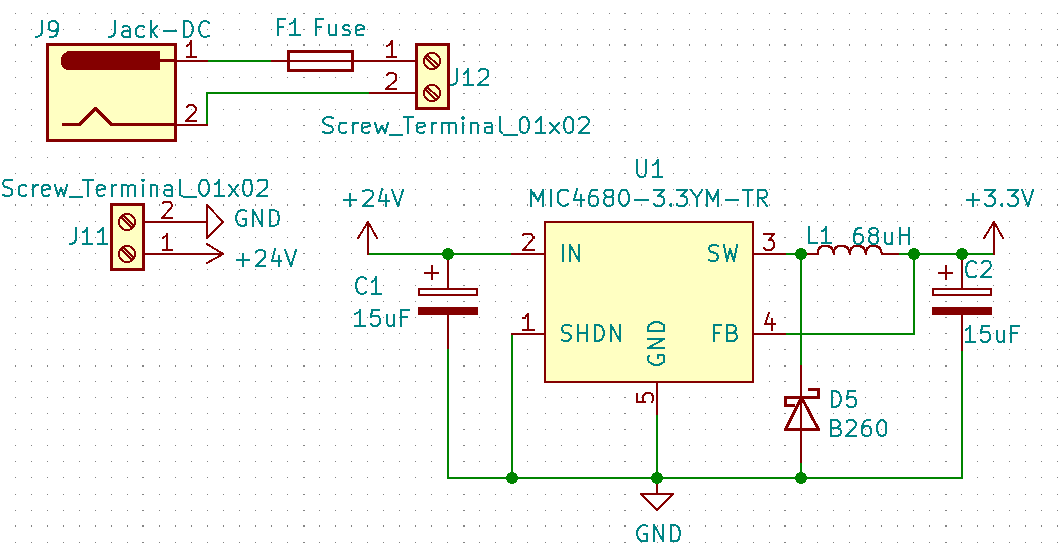 J9 Jack-DC
F1 Fuse
1
1
2
J12
2
Screw_Terminal_01x02
Screw_Terminal_01x02
2
GND
J11
1
+24V
U1
MIC4680-3.3YM-TR
+24V
+3.3V
2
IN
SW
3
L1 68uH
C1
15uF
C2
15uF
1
SHDN
GND
FB
4
5
D5
B260
GND